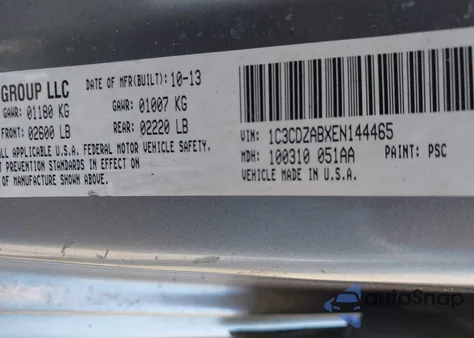 GROUP LLC
DATE OF MFR(BUILT): 10-13
GAWR: 01180 KG GAWR: 01007 KG
FRONT: 02600 LB REAR: 02220 LB
ALL APPLICABLE U.S.A. FEDERAL MOTOR VEHICLE SAFETY,
PREVENTION STANDARDS IN EFFECT
OF MANUFACTURE SHOWN ABOVE.
VIN: 1C3CDZABXEN144465
MDH: 100310 051AA PAINT: PSC
VEHICLE MADE IN U.S.A.
autoSnap